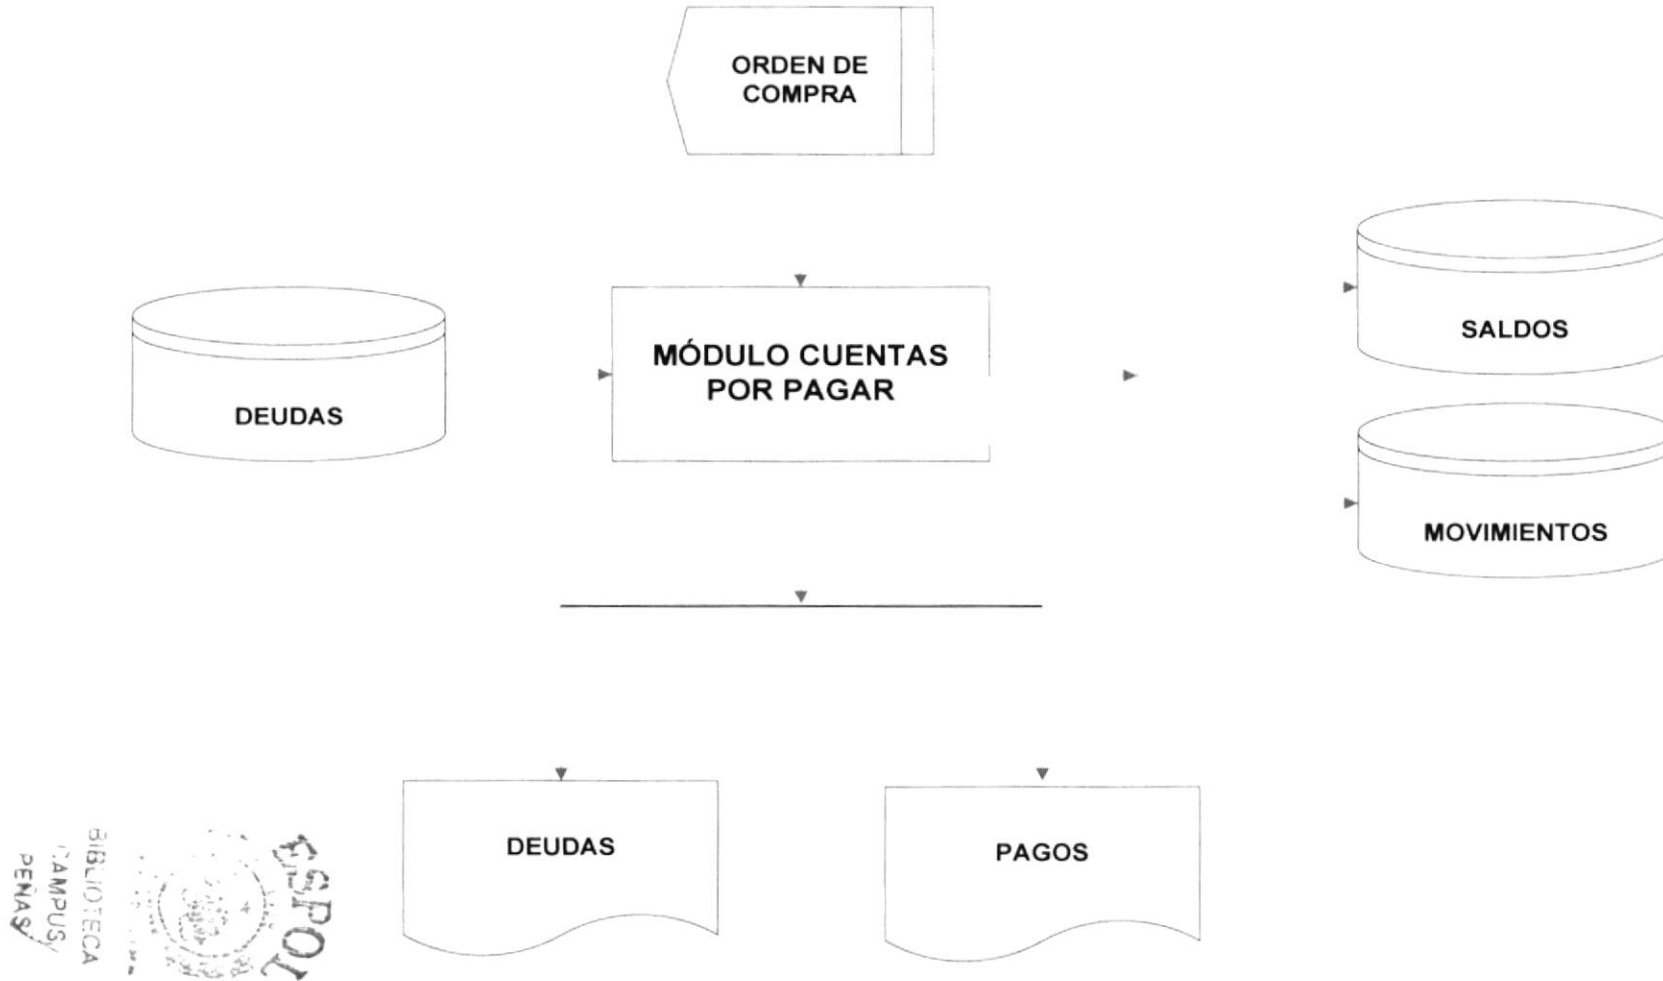 ORDEN DE
COMPRA
SALDOS
MÓDULO CUENTAS
POR PAGAR
DEUDAS
MOVIMIENTOS
DEUDAS
PAGOS
ESPOL
BIBLIOTECA
CAMPUS
PEÑAS